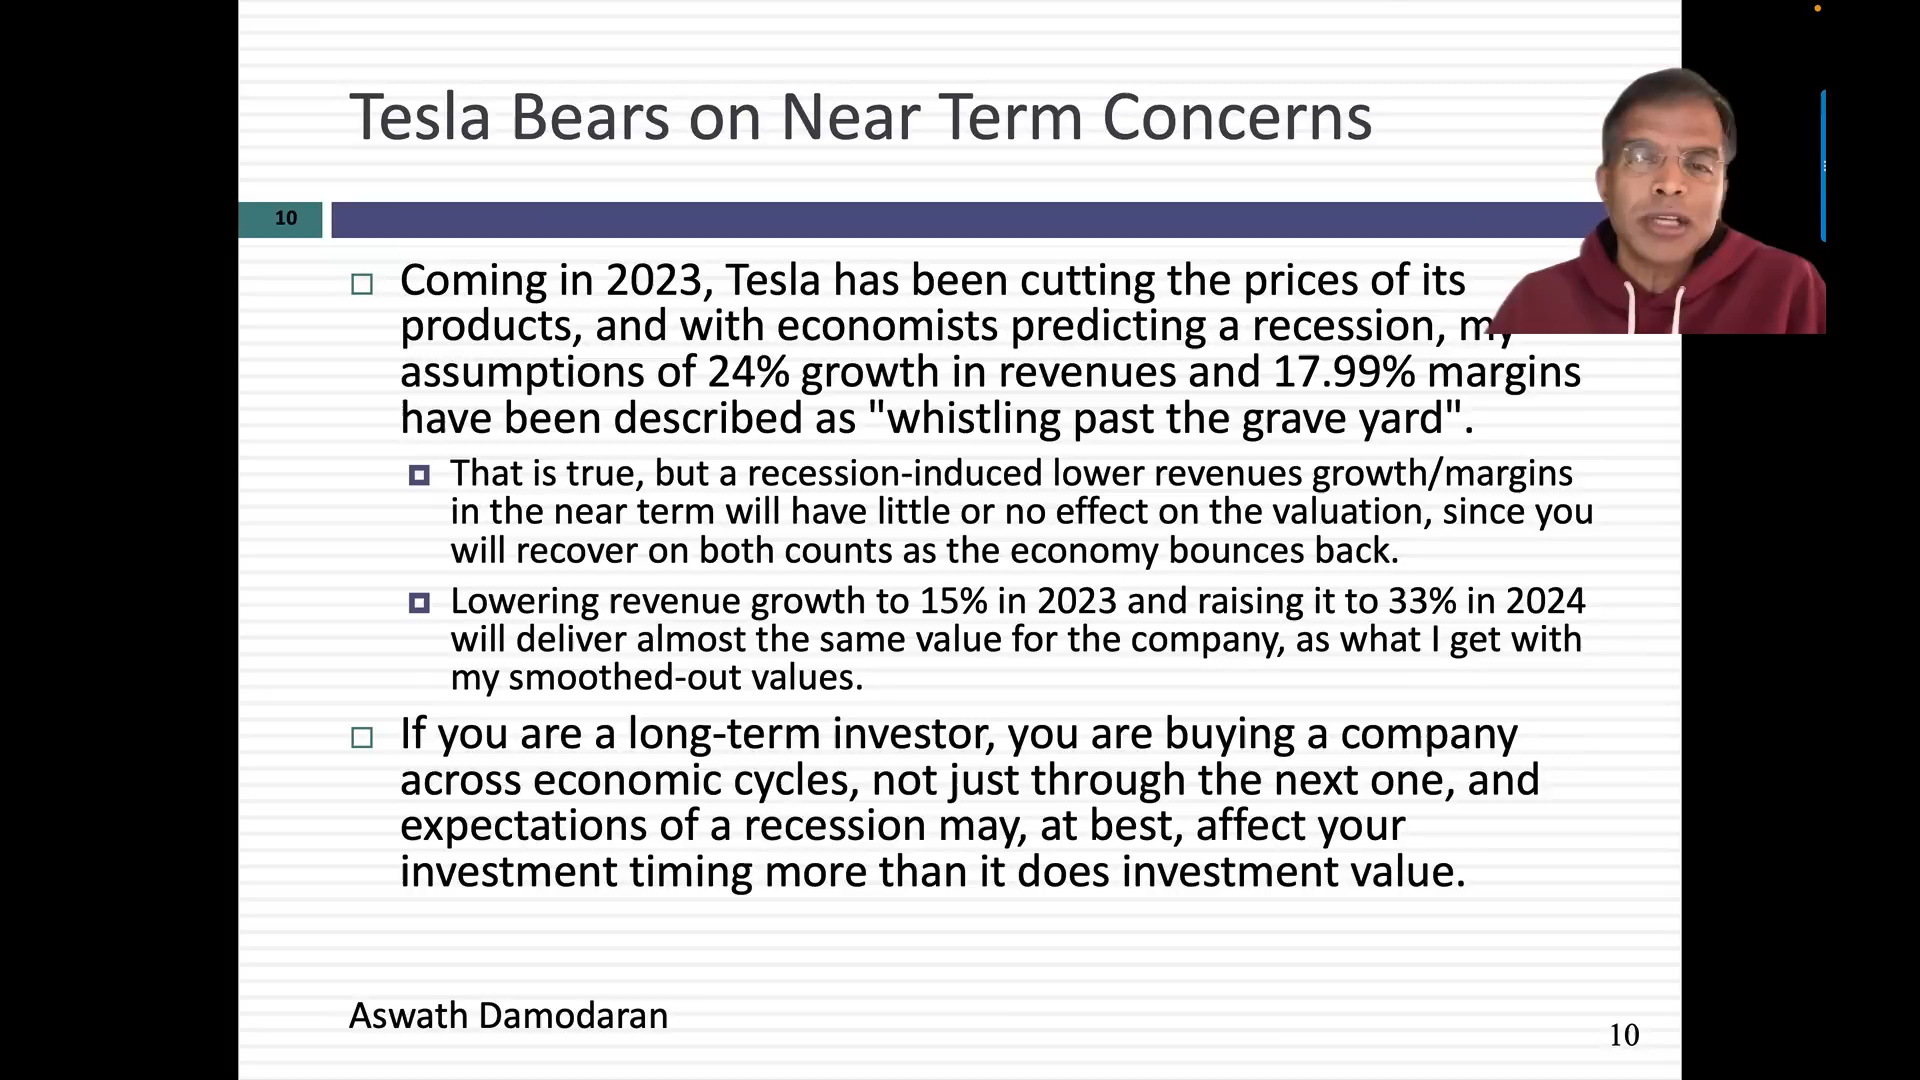 Tesla Bears on Near Term Concerns
10
Coming in 2023, Tesla has been cutting the prices of its
products, and with economists predicting a recession, my
assumptions of 24% growth in revenues and 17.99% margins
have been described as "whistling past the grave yard".
That is true, but a recession-induced lower revenues growth/margins
in the near term will have little or no effect on the valuation, since you
will recover on both counts as the economy bounces back.
Lowering revenue growth to 15% in 2023 and raising it to 33% in 2024
will deliver almost the same value for the company, as what I get with
my smoothed-out values.
If you are a long-term investor, you are buying a company
across economic cycles, not just through the next one, and
expectations of a recession may, at best, affect your
investment timing more than it does investment value.
Aswath Damodaran
10